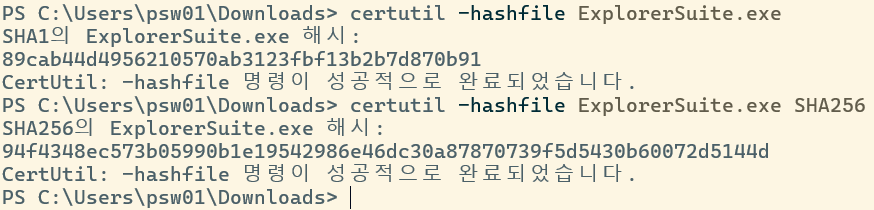 PS C:\Users\psw01\Downloads> certutil -hashfile ExplorerSuite.exe
SHA1의 ExplorerSuite.exe 해시:
89cab44d4956210570ab3123fbf13b2b7d870b91
CertUtil: -hashfile 명령이 성공적으로 완료되었습니다.
PS C:\Users\psw01\Downloads> certutil -hashfile ExplorerSuite.exe SHA256
SHA256의 ExplorerSuite.exe 해시:
94f4348ec573b05990b1e19542986e46dc30a87870739f5d5430b60072d5144d
CertUtil: -hashfile 명령이 성공적으로 완료되었습니다.
PS C:\Users\psw01\Downloads>